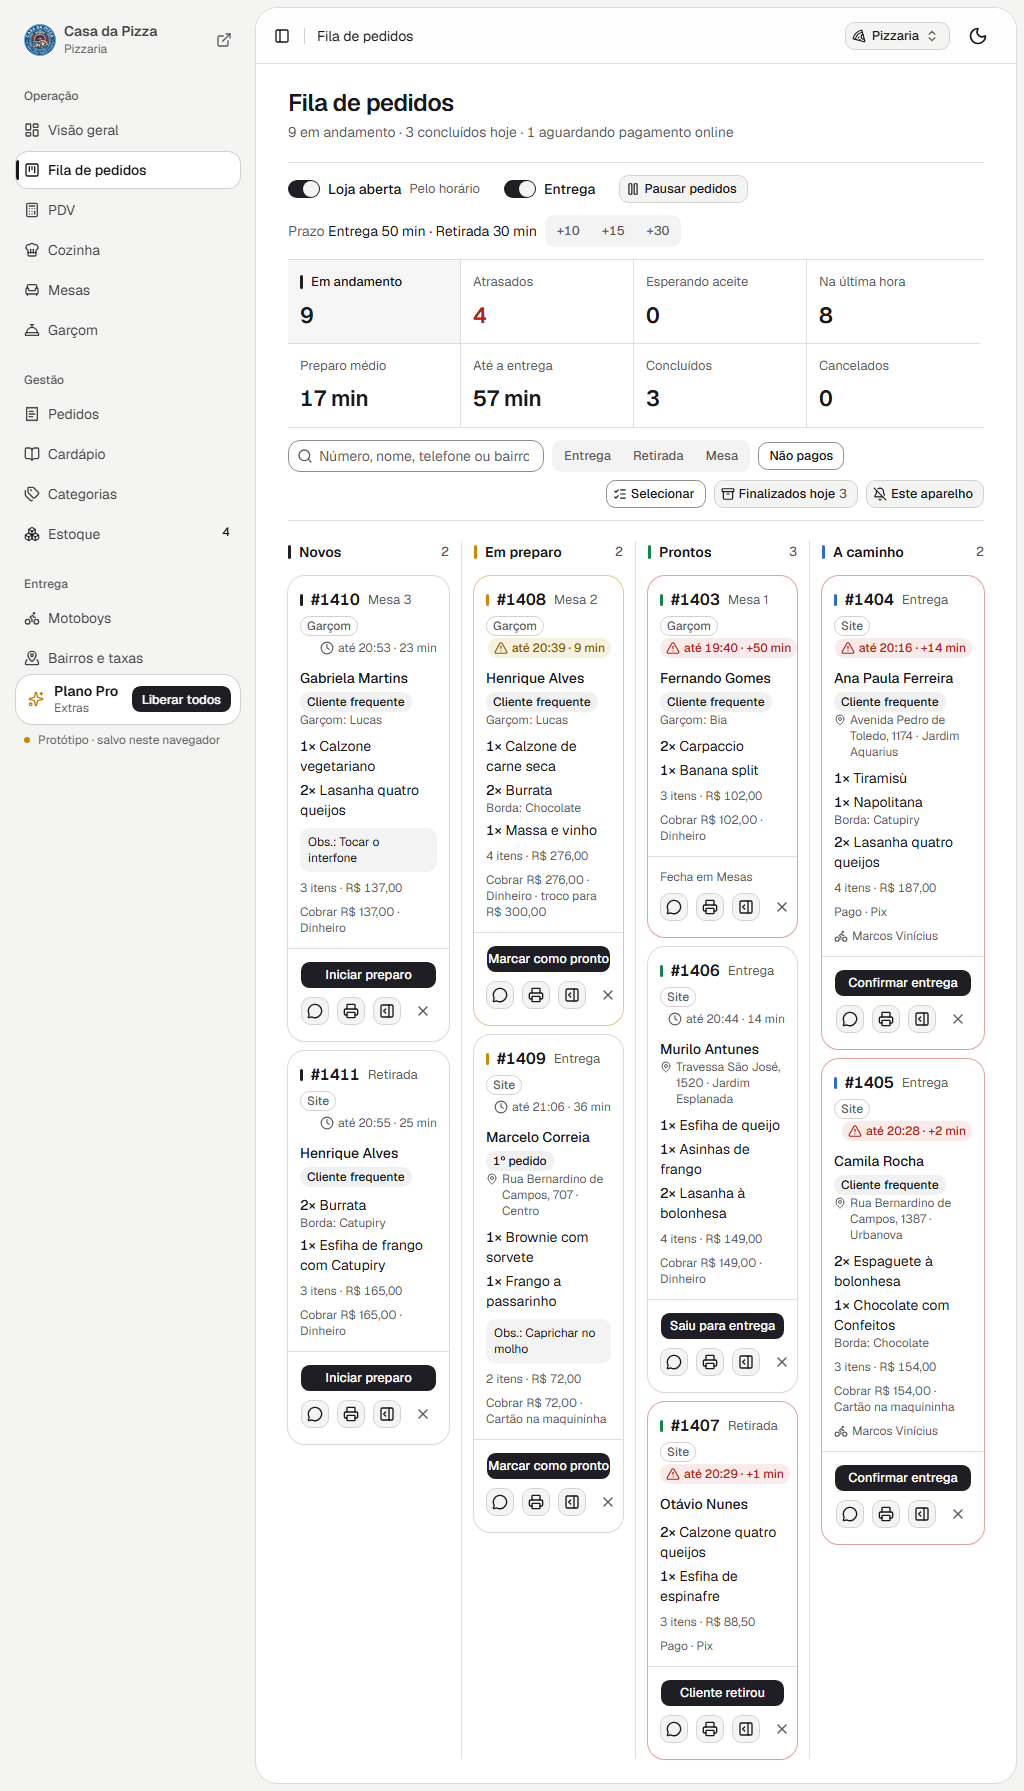 Casa da Pizza
Pizzaria
Operação
Visão geral
Fila de pedidos
PDV
Cozinha
Mesas
Garçom
Gestão
Pedidos
Cardápio
Categorias
Estoque 4
Entrega
Motoboys
Bairros e taxas
Plano Pro
Extras
Liberar todos
Protótipo · salvo neste navegador
Fila de pedidos
Pizzaria
Fila de pedidos
9 em andamento · 3 concluídos hoje · 1 aguardando pagamento online
Loja aberta Pelo horário Entrega Pausar pedidos
Prazo Entrega 50 min · Retirada 30 min +10 +15 +30
Em andamento
9
Atrasados
4
Esperando aceite
0
Na última hora
8
Preparo médio
17 min
Até a entrega
57 min
Concluídos
3
Cancelados
0
Número, nome, telefone ou bairro
Entrega Retirada Mesa Não pagos
Selecionar Finalizados hoje 3 Este aparelho
Novos 2
#1410 Mesa 3
Garçom
até 20:53 · 23 min
Gabriela Martins
Cliente frequente
Garçom: Lucas
1× Calzone
vegetariano
2× Lasanha quatro
queijos
Obs.: Tocar o
interfone
3 itens · R$ 137,00
Cobrar R$ 137,00 ·
Dinheiro
Iniciar preparo
#1411 Retirada
Site
até 20:55 · 25 min
Henrique Alves
Cliente frequente
2× Burrata
Borda: Catupiry
1× Esfiha de frango
com Catupiry
3 itens · R$ 165,00
Cobrar R$ 165,00 ·
Dinheiro
Iniciar preparo
Em preparo 2
#1408 Mesa 2
Garçom
até 20:39 · 9 min
Henrique Alves
Cliente frequente
Garçom: Lucas
1× Calzone de
carne seca
2× Burrata
Borda: Chocolate
1× Massa e vinho
4 itens · R$ 276,00
Cobrar R$ 276,00 ·
Dinheiro · troco para
R$ 300,00
Marcar como pronto
#1409 Entrega
Site
até 21:06 · 36 min
Marcelo Correia
1º pedido
Rua Bernardino de
Campos, 707 ·
Centro
1× Brownie com
sorvete
1× Frango a
passarinho
Obs.: Caprichar no
molho
2 itens · R$ 72,00
Cobrar R$ 72,00 ·
Cartão na maquininha
Marcar como pronto
Prontos 3
#1403 Mesa 1
Garçom
até 19:40 · +50 min
Fernando Gomes
Cliente frequente
Garçom: Bia
2× Carpaccio
1× Banana split
3 itens · R$ 102,00
Cobrar R$ 102,00 ·
Dinheiro
Fecha em Mesas
#1406 Entrega
Site
até 20:44 · 14 min
Murilo Antunes
Travessa São José,
1520 · Jardim
Esplanada
1× Esfiha de queijo
1× Asinhas de
frango
2× Lasanha à
bolonhesa
4 itens · R$ 149,00
Cobrar R$ 149,00 ·
Dinheiro
Saiu para entrega
#1407 Retirada
Site
até 20:29 · +1 min
Otávio Nunes
2× Calzone quatro
queijos
1× Esfiha de
espinafre
3 itens · R$ 88,50
Pago · Pix
Cliente retirou
A caminho 2
#1404 Entrega
Site
até 20:16 · +14 min
Ana Paula Ferreira
Cliente frequente
Avenida Pedro de
Toledo, 1174 · Jardim
Aquarius
1× Tiramisù
1× Napolitana
Borda: Catupiry
2× Lasanha quatro
queijos
4 itens · R$ 187,00
Pago · Pix
Marcos Vinícius
Confirmar entrega
#1405 Entrega
Site
até 20:28 · +2 min
Camila Rocha
Cliente frequente
Rua Bernardino de
Campos, 1387 ·
Urbanova
2× Espaguete à
bolonhesa
1× Chocolate com
Confeitos
Borda: Chocolate
3 itens · R$ 154,00
Cobrar R$ 154,00 ·
Cartão na maquininha
Marcos Vinícius
Confirmar entrega